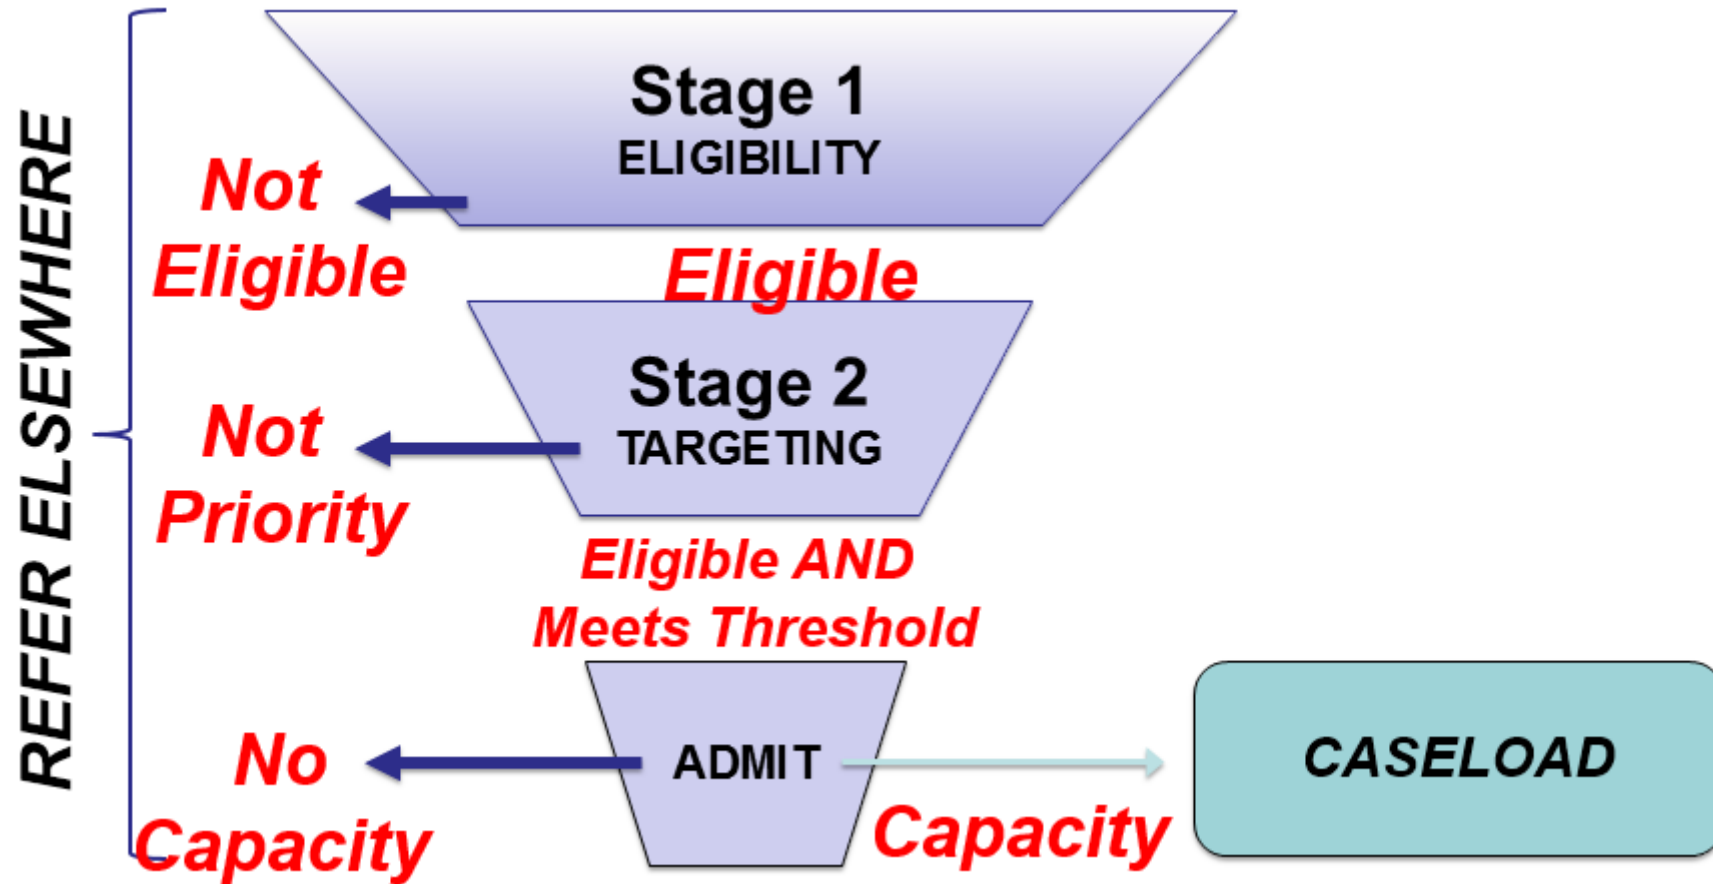 REFER ELSEWHERE
Stage 1
ELIGIBILITY
Not
Eligible
Eligible
Stage 2
TARGETING
Not
Priority
Eligible AND
Meets Threshold
No
Capacity
ADMIT
Capacity
CASELOAD